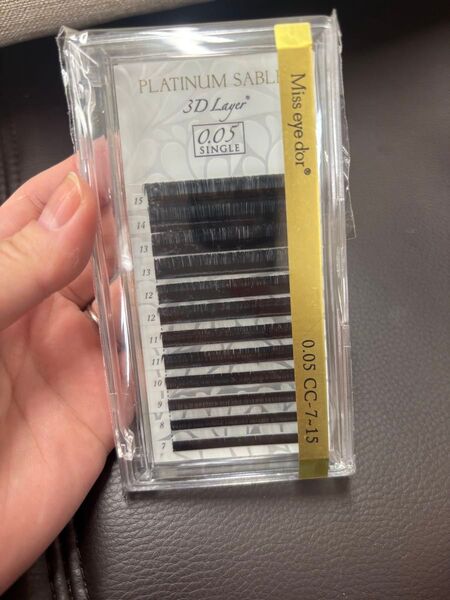 PLATINUM SABL
3D Layer®
0.05
SINGLE
15
14
13
13
12
12
11
11
10
9
8
7
Miss eye d'or®
0.05 CC-7~15